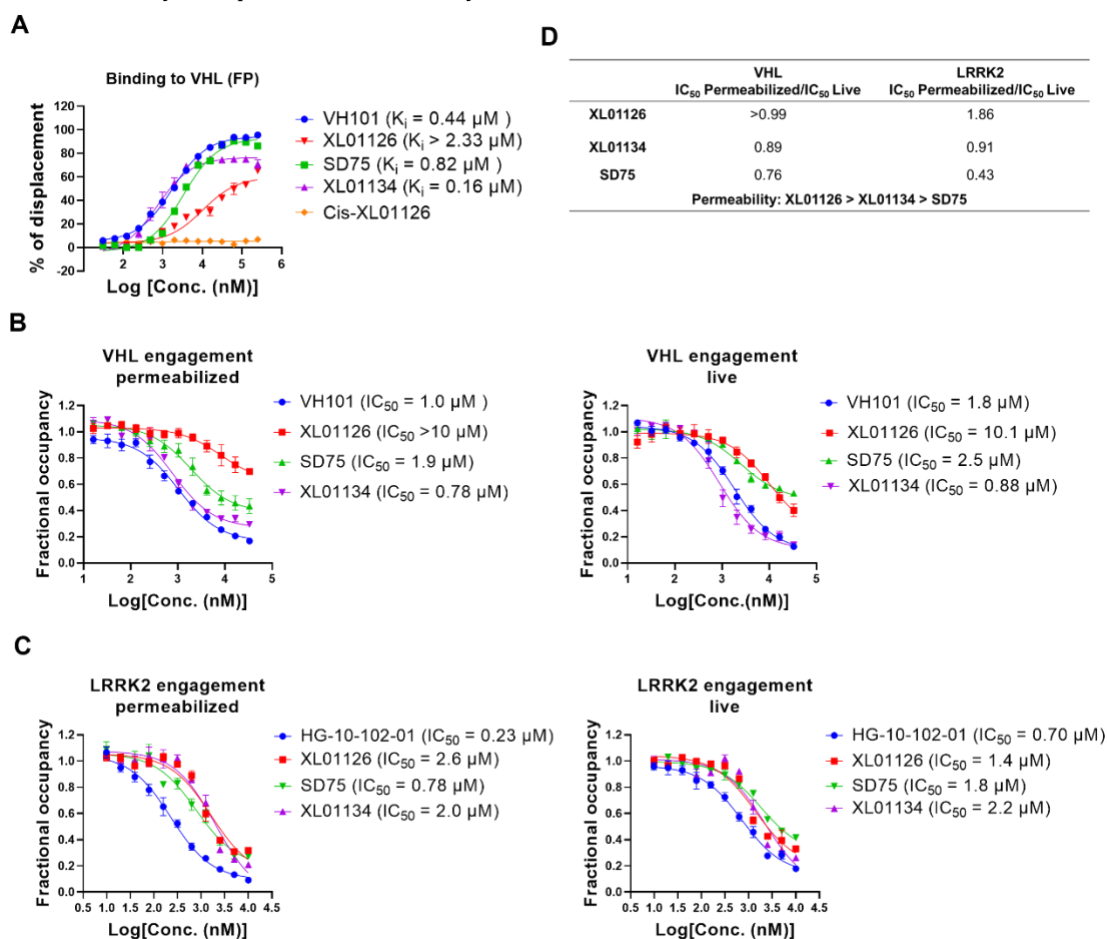 A
Binding to VHL (FP)
120
100
80
60
40
20
0
-20
% of displacement
2
3
4
5
6
Log [Conc. (nM)]
VH101 (Ki = 0.44 µM )
XL01126 (Ki > 2.33 µM)
SD75 (Ki = 0.82 µM )
XL01134 (Ki = 0.16 µM)
Cis-XL01126
D
VHL LRRK2
IC50 Permeabilized/IC50 Live IC50 Permeabilized/IC50 Live
XL01126 >0.99 1.86
XL01134 0.89 0.91
SD75 0.76 0.43
Permeability: XL01126 > XL01134 > SD75
B
VHL engagement
permeabilized
1.2
1.0
0.8
0.6
0.4
0.2
0.0
Fractional occupancy
1 2 3 4 5
Log[Conc. (nM)]
VH101 (IC50 = 1.0 µM )
XL01126 (IC50 >10 µM)
SD75 (IC50 = 1.9 µM)
XL01134 (IC50 = 0.78 µM)
VHL engagement
live
1.2
1.0
0.8
0.6
0.4
0.2
0.0
Fractional occupancy
1 2 3 4 5
Log[Conc.(nM)]
VH101 (IC50 = 1.8 µM)
XL01126 (IC50 = 10.1 µM)
SD75 (IC50 = 2.5 µM)
XL01134 (IC50 = 0.88 µM)
C
LRRK2 engagement
permeabilized
1.2
1.0
0.8
0.6
0.4
0.2
0.0
Fractional occupancy
0.5 1.0 1.5 2.0 2.5 3.0 3.5 4.0 4.5
Log[Conc. (nM)]
HG-10-102-01 (IC50 = 0.23 µM)
XL01126 (IC50 = 2.6 µM)
SD75 (IC50 = 0.78 µM)
XL01134 (IC50 = 2.0 µM)
LRRK2 engagement
live
1.2
1.0
0.8
0.6
0.4
0.2
0.0
Fractional occupancy
0.5 1.0 1.5 2.0 2.5 3.0 3.5 4.0 4.5
Log[Conc. (nM)]
HG-10-102-01 (IC50 = 0.70 µM)
XL01126 (IC50 = 1.4 µM)
SD75 (IC50 = 1.8 µM)
XL01134 (IC50 = 2.2 µM)